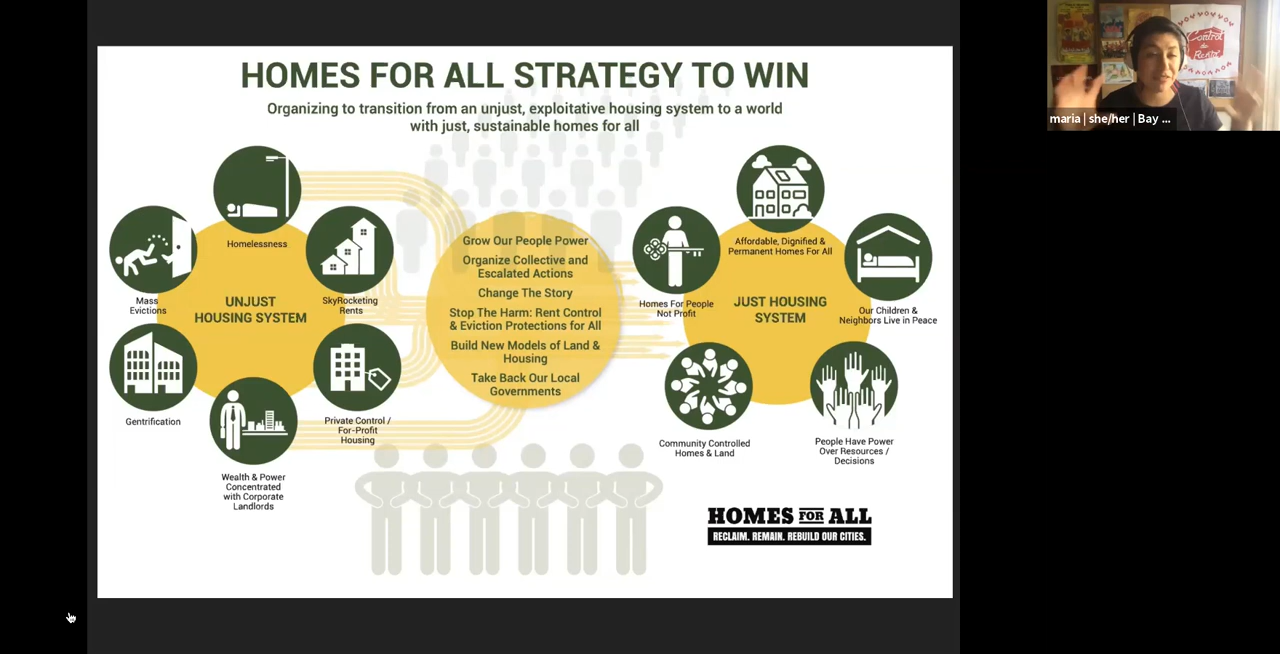 HOMES FOR ALL STRATEGY TO WIN
Organizing to transition from an unjust, exploitative housing system to a world
with just, sustainable homes for all
Homelessness
Mass
Evictions
SkyRocketing
Rents
UNJUST
HOUSING SYSTEM
Gentrification
Private Control /
For-Profit
Housing
Wealth & Power
Concentrated
with Corporate
Landlords
Grow Our People Power
Organize Collective and
Escalated Actions
Change The Story
Stop The Harm: Rent Control
& Eviction Protections for All
Build New Models of Land &
Housing
Take Back Our Local
Governments
Affordable, Dignified &
Permanent Homes For All
Homes For People
Not Profit
JUST HOUSING
SYSTEM
Our Children &
Neighbors Live in Peace
Community Controlled
Homes & Land
People Have Power
Over Resources /
Decisions
HOMES FOR ALL
RECLAIM. REMAIN. REBUILD OUR CITIES.
Control
de
Renta!
maria | she/her | Bay ...